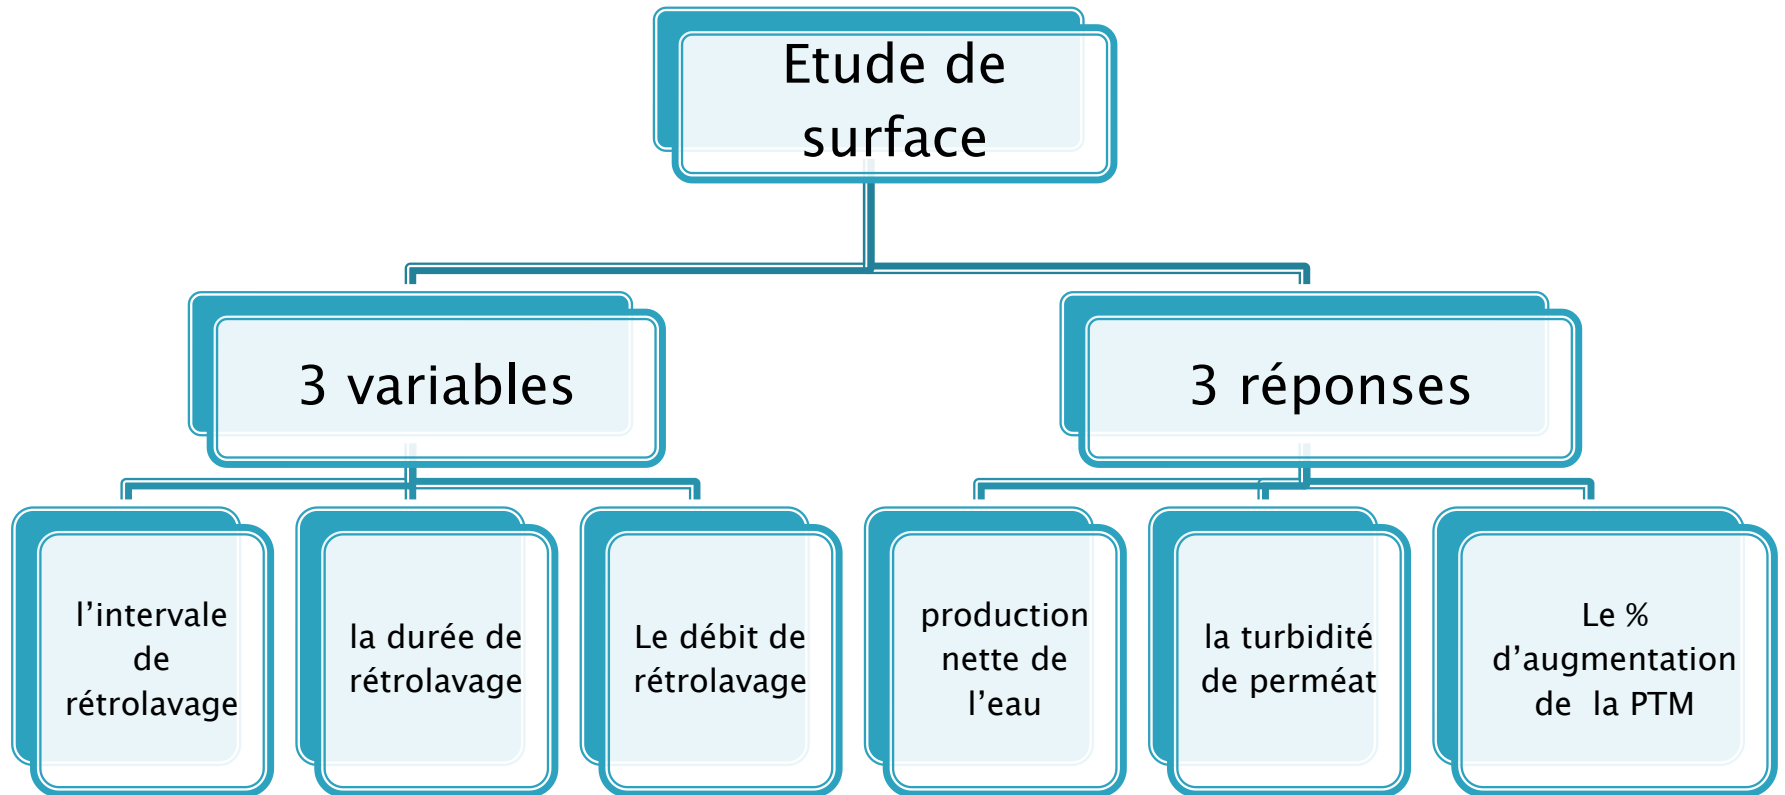 Etude de
surface
3 variables
3 réponses
l’intervale
de
rétrolavage
la durée de
rétrolavage
Le débit de
rétrolavage
production
nette de
l’eau
la turbidité
de perméat
Le %
d’augmentation
de la PTM